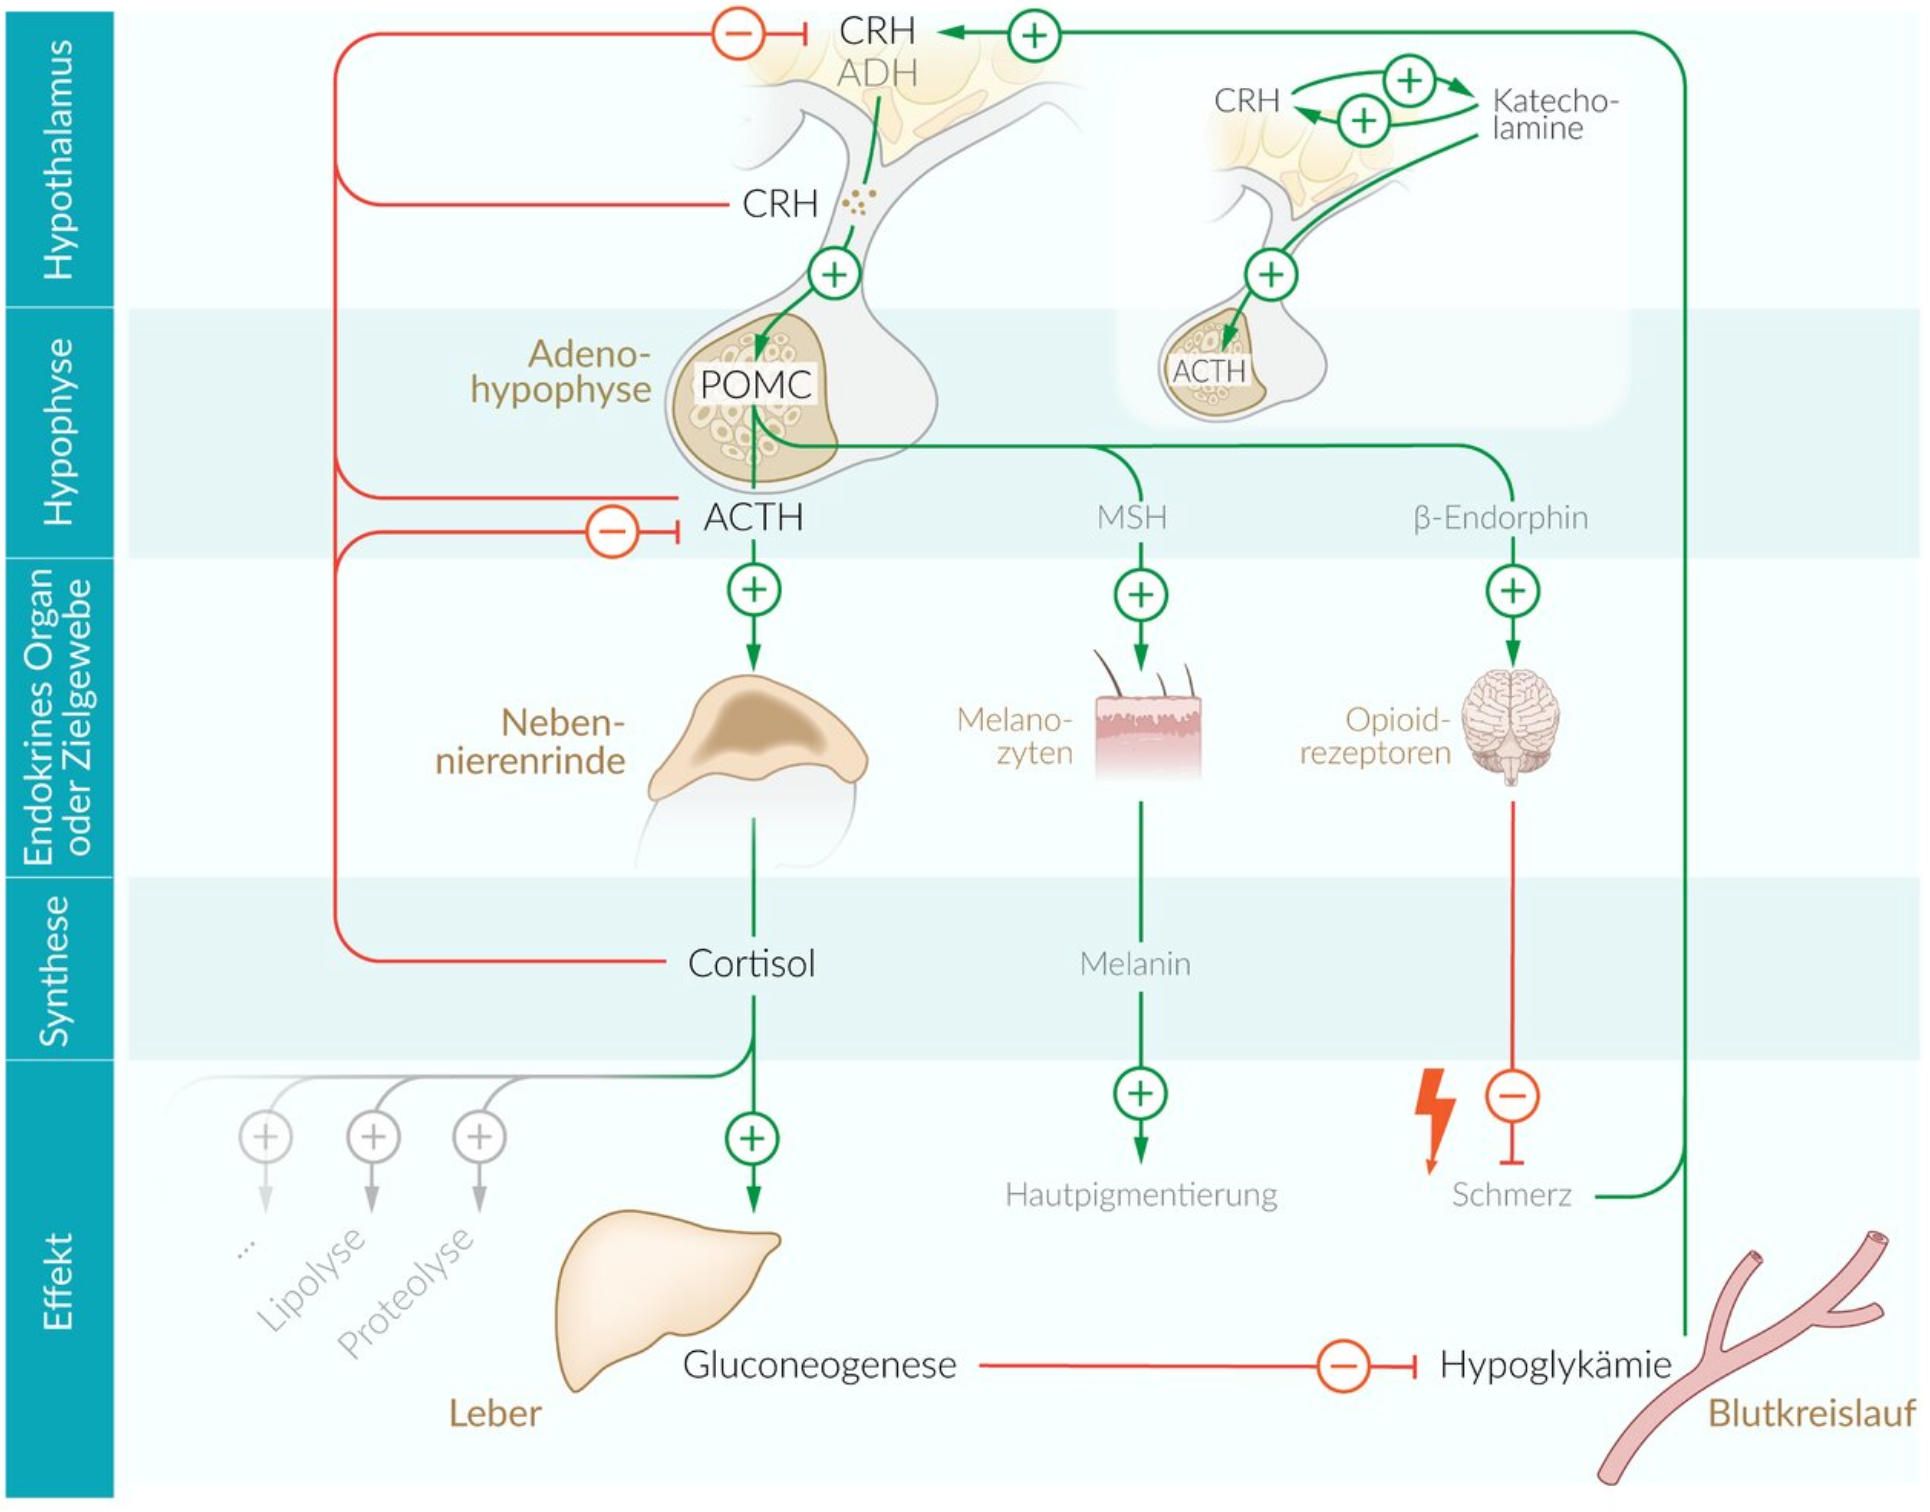 Hypothalamus
CRH
ADH
CRH
Katecho-
lamine
CRH
Hypophyse
Adeno-
hypophyse
POMC
ACTH
ACTH
MSH
β-Endorphin
Endokrines Organ
oder Zielgewebe
Neben-
nierenrinde
Melano-
zyten
Opioid-
rezeptoren
Synthese
Cortisol
Melanin
Effekt
...
Lipolyse
Proteolyse
Hautpigmentierung
Schmerz
Gluconeogenese
Hypoglykämie
Leber
Blutkreislauf